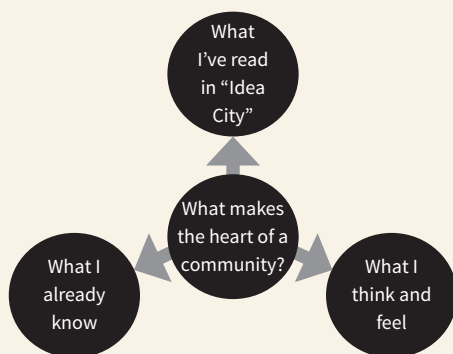 What
I’ve read
in “Idea
City”
What makes
the heart of a
community?
What I
already
know
What I
think and
feel